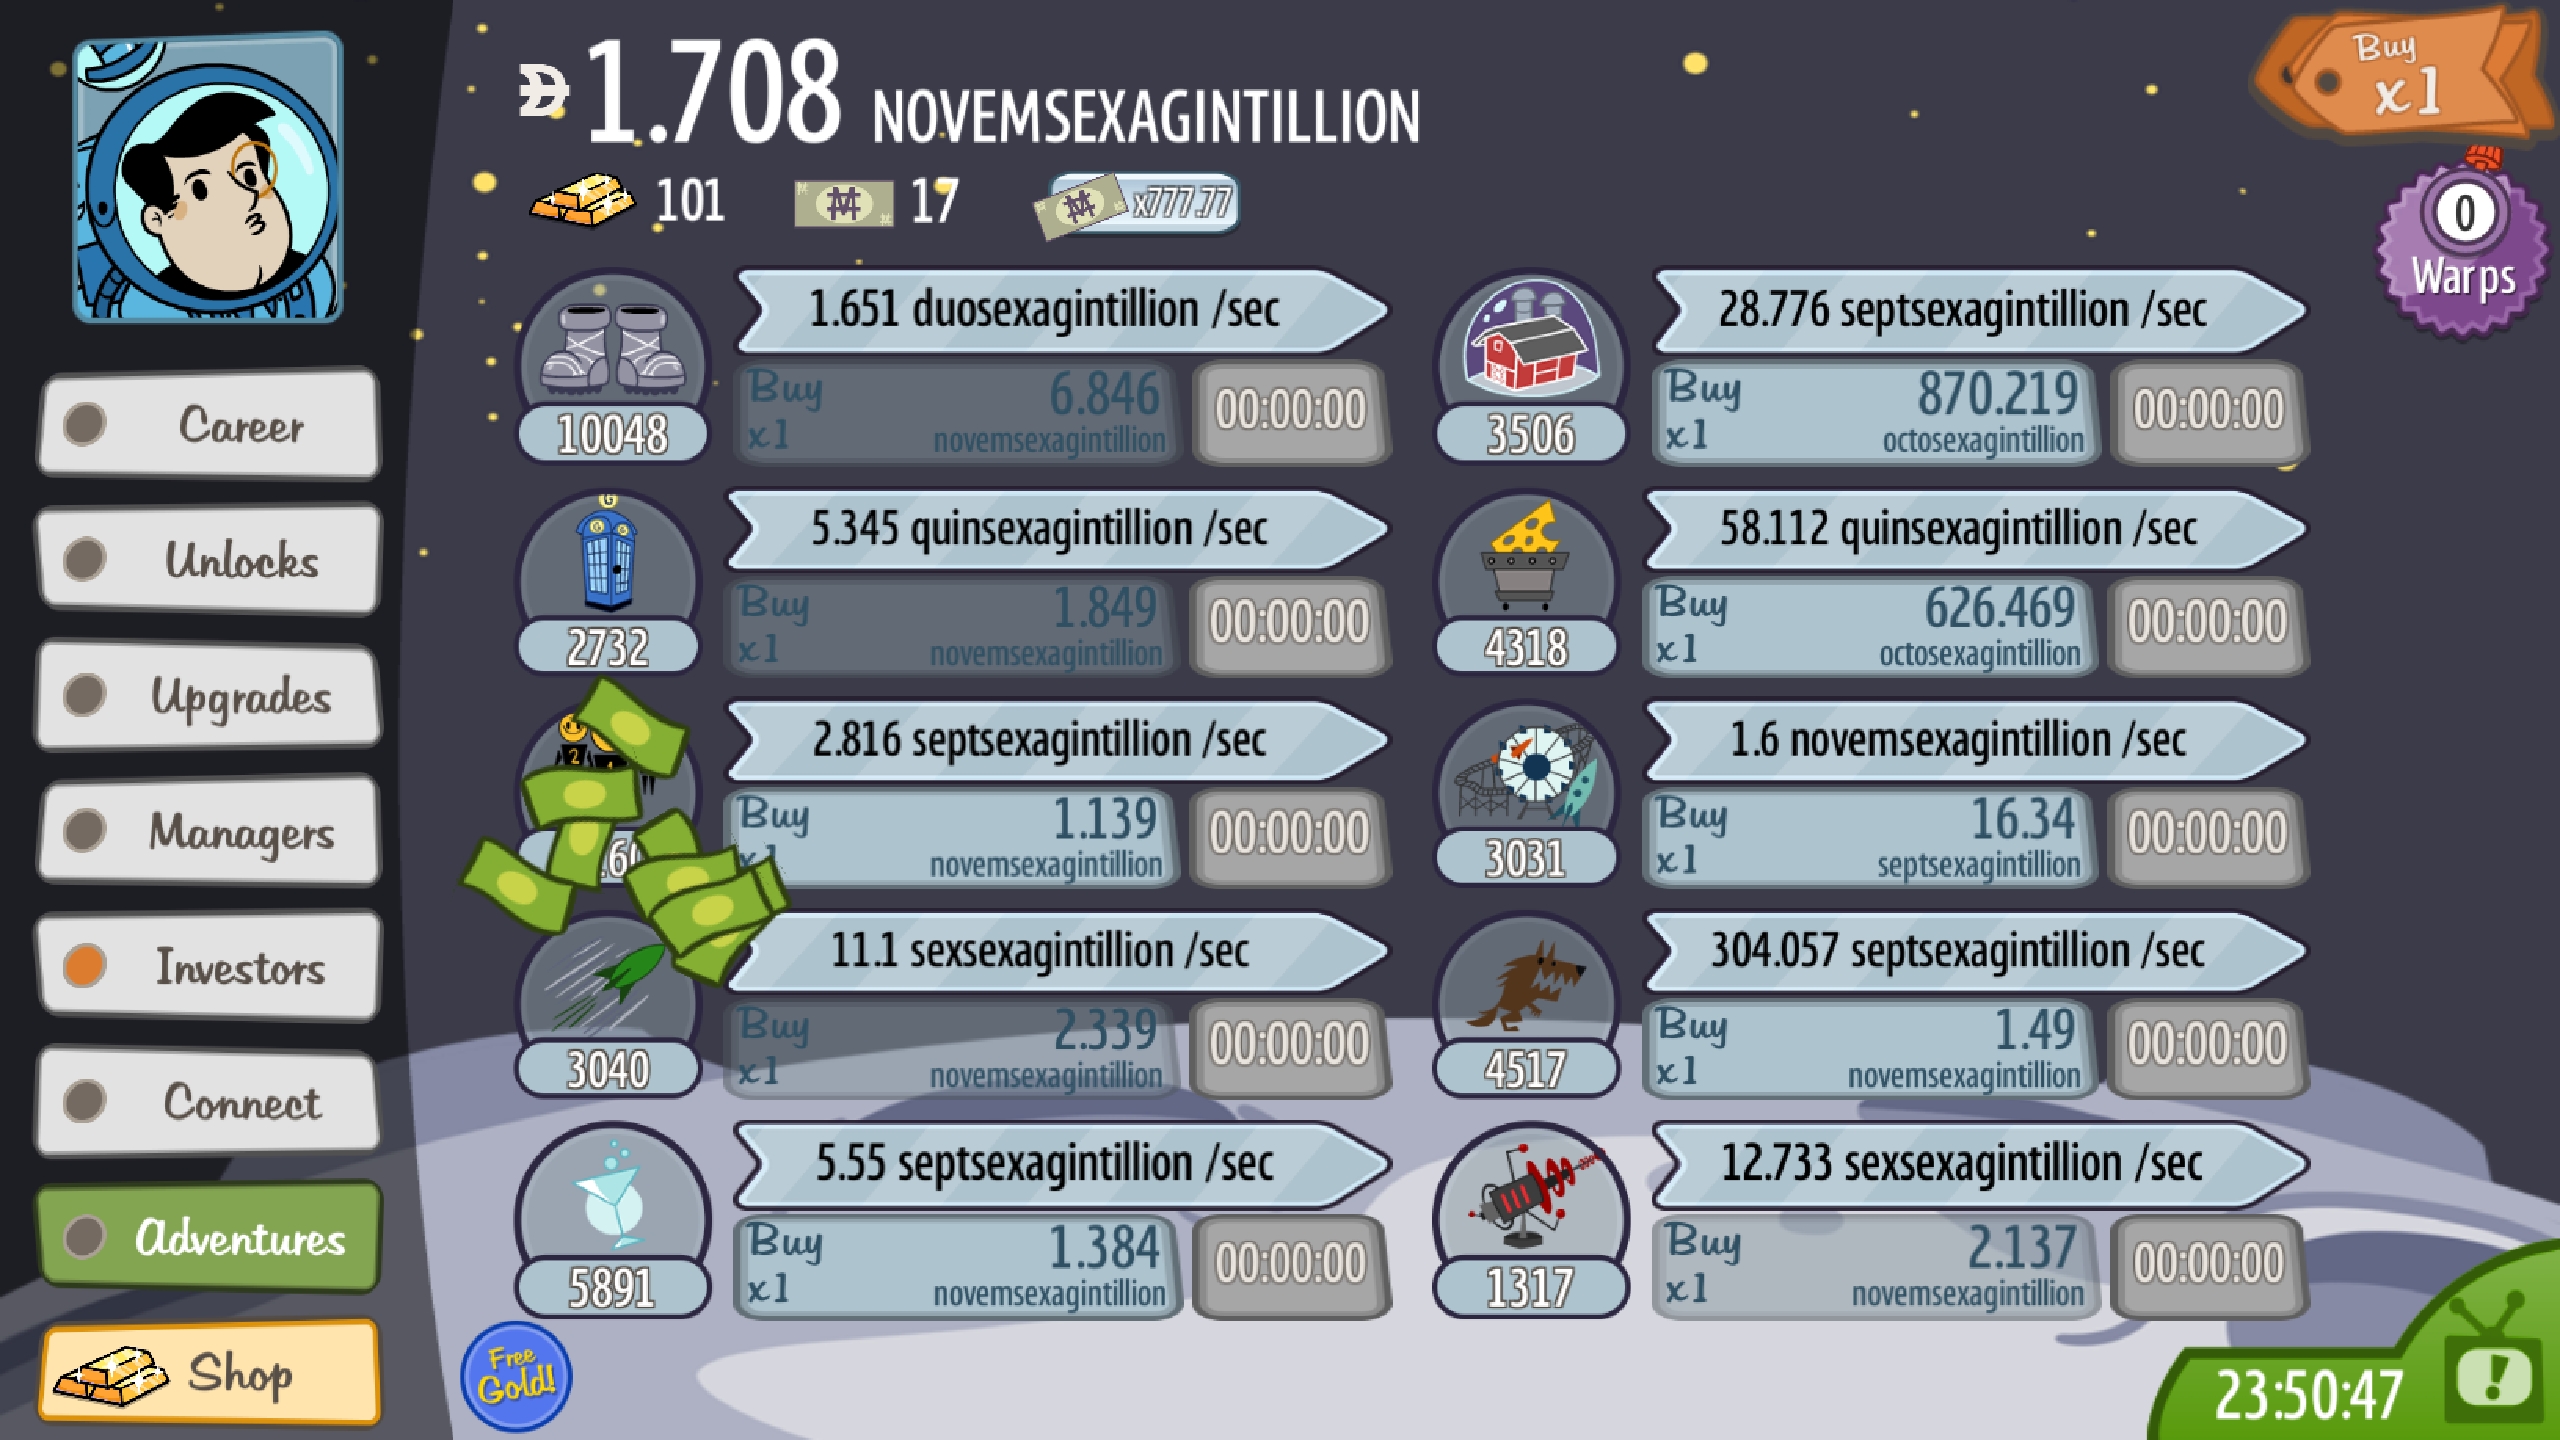 1.708 NOVEMSEXAGINTILLION
101 17 x777.77
Buy
x1
0
Warps
Career
Unlocks
Upgrades
Managers
Investors
Connect
Adventures
Shop
1.651 duosexagintillion /sec
Buy 6.846
x1 novemsexagintillion
00:00:00
10048
28.776 septsexagintillion /sec
Buy 870.219
x1 octosexagintillion
00:00:00
3506
G
5.345 quinsexagintillion /sec
Buy 1.849
x1 novemsexagintillion
00:00:00
2732
58.112 quinsexagintillion /sec
Buy 626.469
x1 octosexagintillion
00:00:00
4318
2.816 septsexagintillion /sec
Buy 1.139
novemsexagintillion
00:00:00
1.6 novemsexagintillion /sec
Buy 16.34
x1 septsexagintillion
00:00:00
3031
11.1 sexsexagintillion /sec
Buy 2.339
x1 novemsexagintillion
00:00:00
3040
304.057 septsexagintillion /sec
Buy 1.49
x1 novemsexagintillion
00:00:00
4517
5.55 septsexagintillion /sec
Buy 1.384
x1 novemsexagintillion
00:00:00
5891
12.733 sexsexagintillion /sec
Buy 2.137
x1 novemsexagintillion
00:00:00
1317
Free
Gold!
23:50:47
!